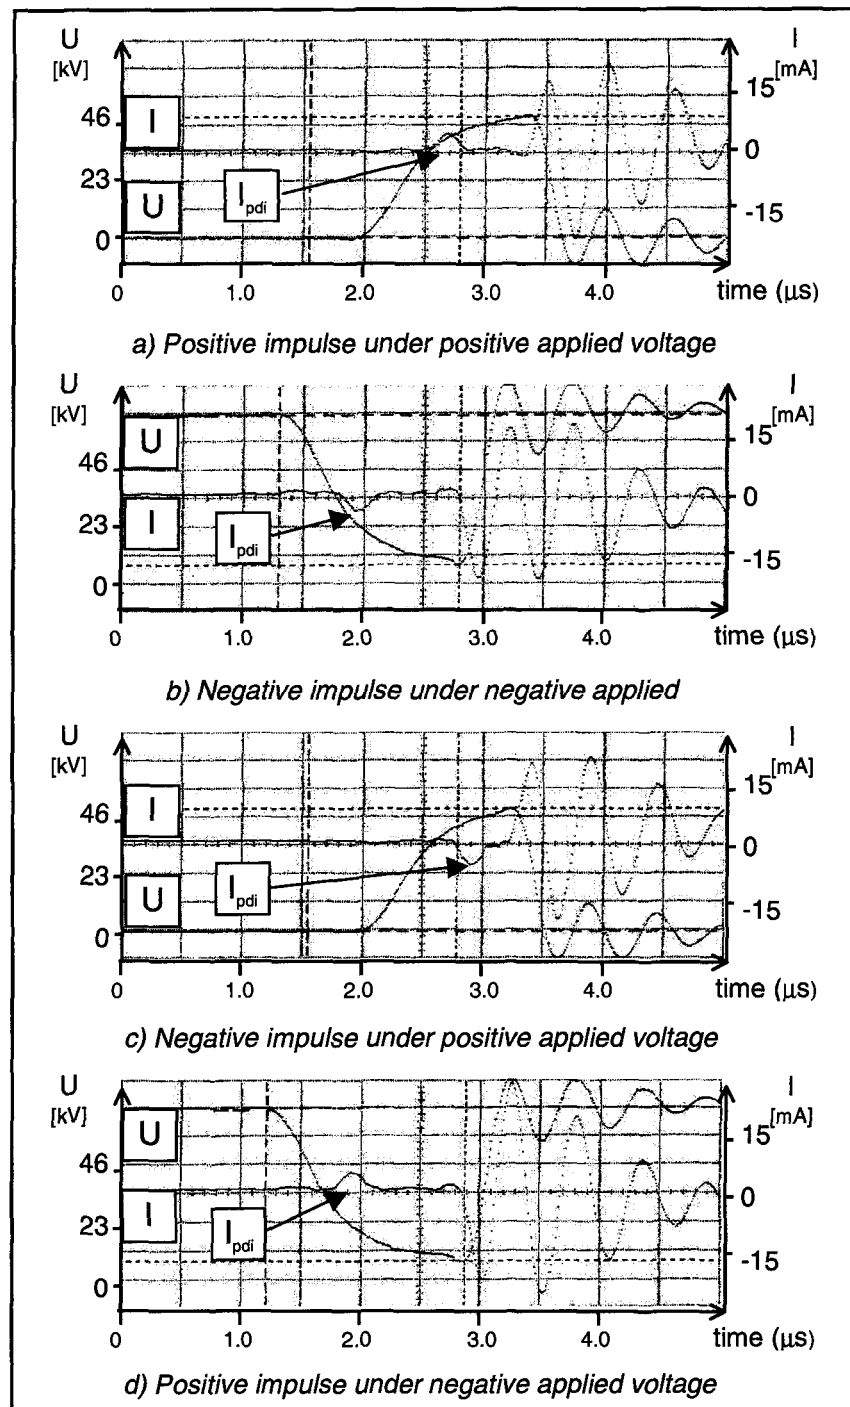 U I
[kV] [mA]
15
46 I 0
I_pdi
23 U -15
0
0 1.0 2.0 3.0 4.0 time (μs)
a) Positive impulse under positive applied voltage
U I
[kV] [mA]
U 15
46 0
I
23 I_pdi -15
0
0 1.0 2.0 3.0 4.0 time (μs)
b) Negative impulse under negative applied
U I
[kV] [mA]
I 15
46 0
23 I_pdi
U -15
0
0 1.0 2.0 3.0 4.0 time (μs)
c) Negative impulse under positive applied voltage
U I
[kV] [mA]
U 15
46 0
I
23 I_pdi -15
0
0 1.0 2.0 3.0 4.0 time (μs)
d) Positive impulse under negative applied voltage